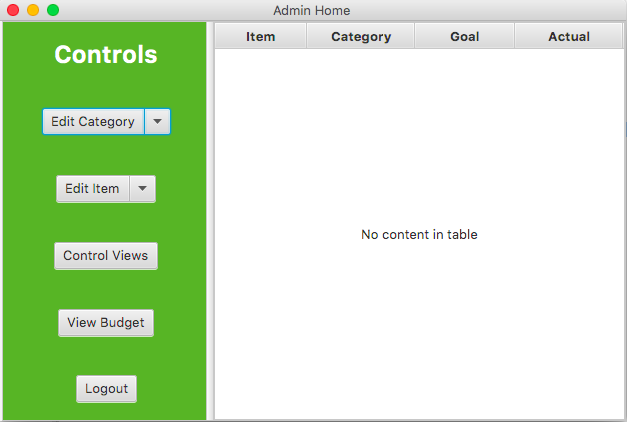 Admin Home
Controls
Edit Category
Edit Item
Control Views
View Budget
Logout
Item Category Goal Actual
No content in table